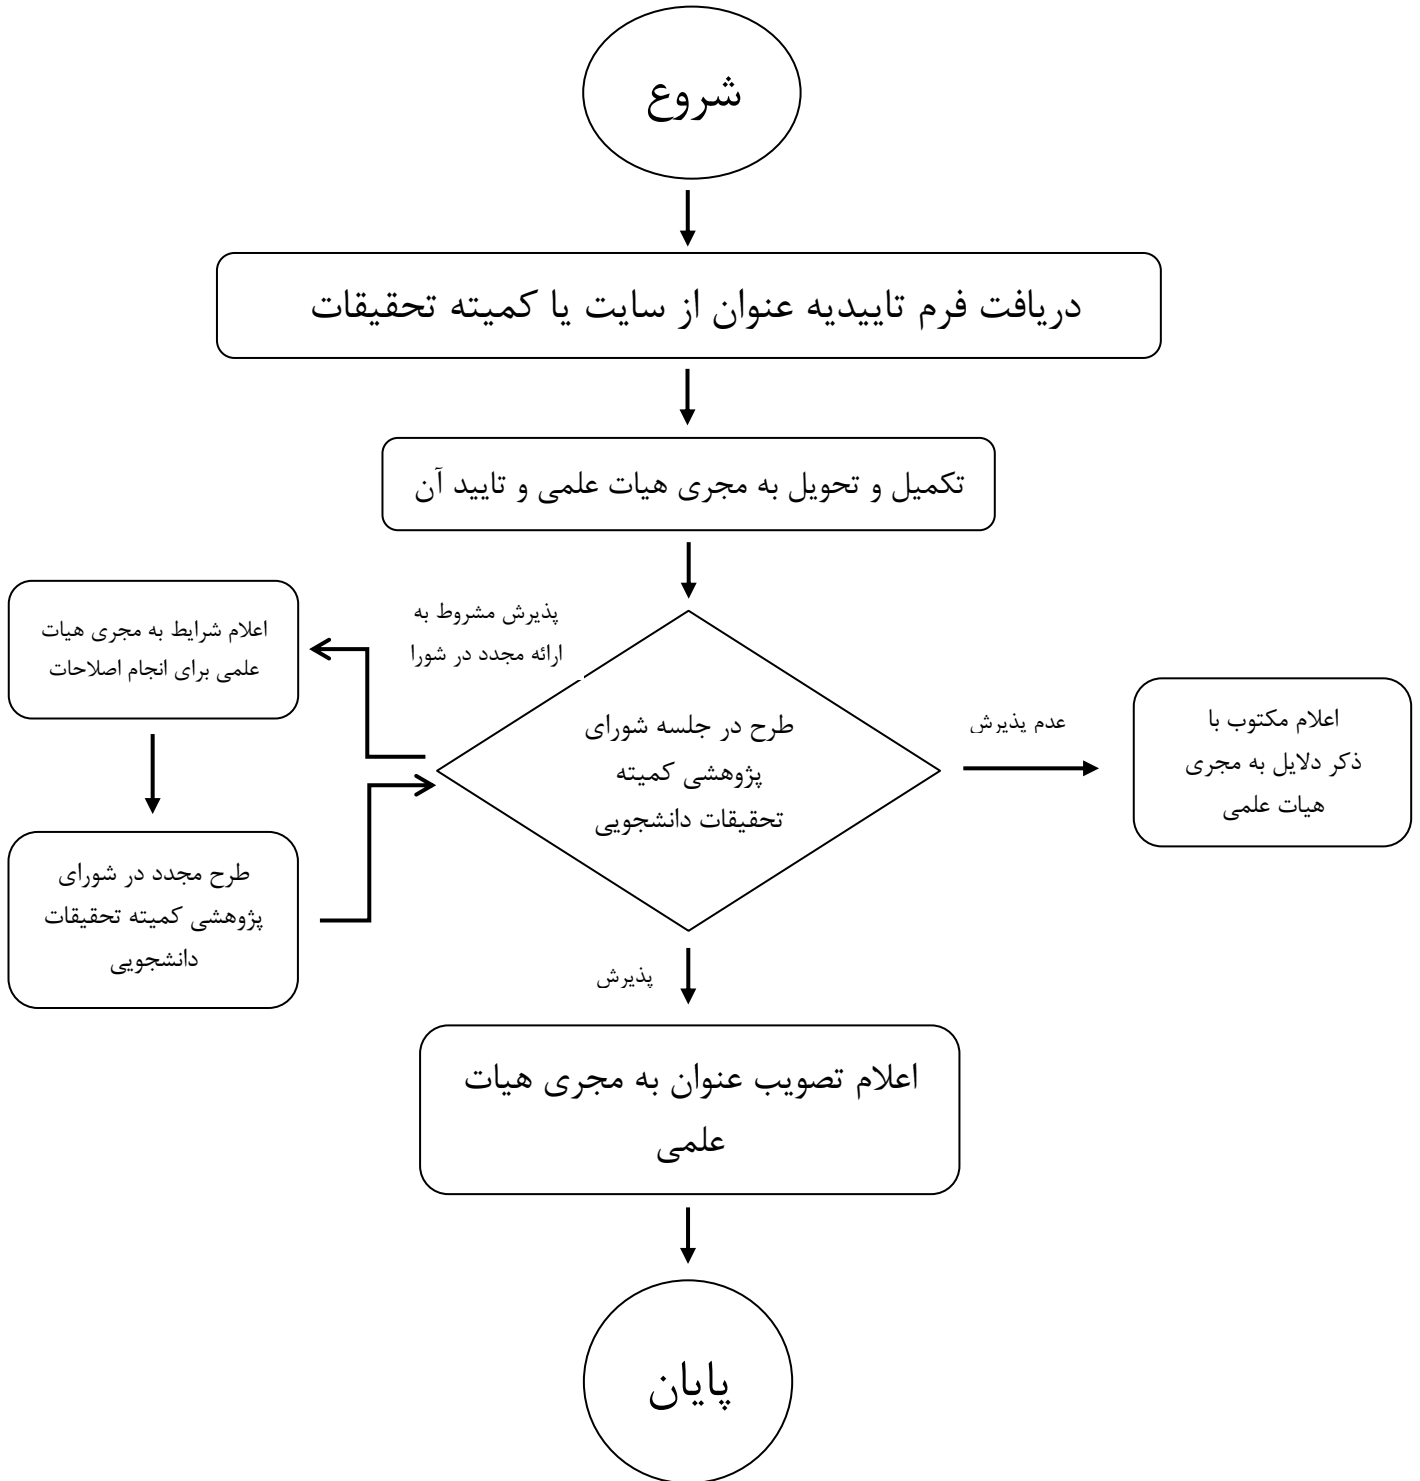 شروع
دریافت فرم تاییدیه عنوان از سایت یا کمیته تحقیقات
تکمیل و تحویل به مجری هیات علمی و تایید آن
پذیرش مشروط به
ارائه مجدد در شورا
اعلام شرایط به مجری هیات
علمی برای انجام اصلاحات
طرح در جلسه شورای
پژوهشی کمیته
تحقیقات دانشجویی
عدم پذیرش
اعلام مکتوب با
ذکر دلایل به مجری
هیات علمی
طرح مجدد در شورای
پژوهشی کمیته تحقیقات
دانشجویی
پذیرش
اعلام تصویب عنوان به مجری هیات
علمی
پایان